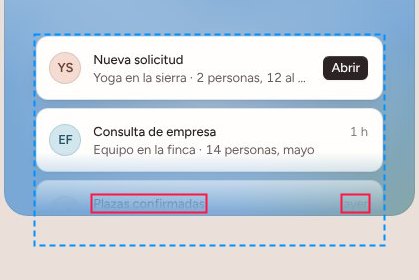 YS
Nueva solicitud
Yoga en la sierra · 2 personas, 12 al ...
Abrir
EF
Consulta de empresa
1 h
Equipo en la finca · 14 personas, mayo
Plazas confirmadas
ayer